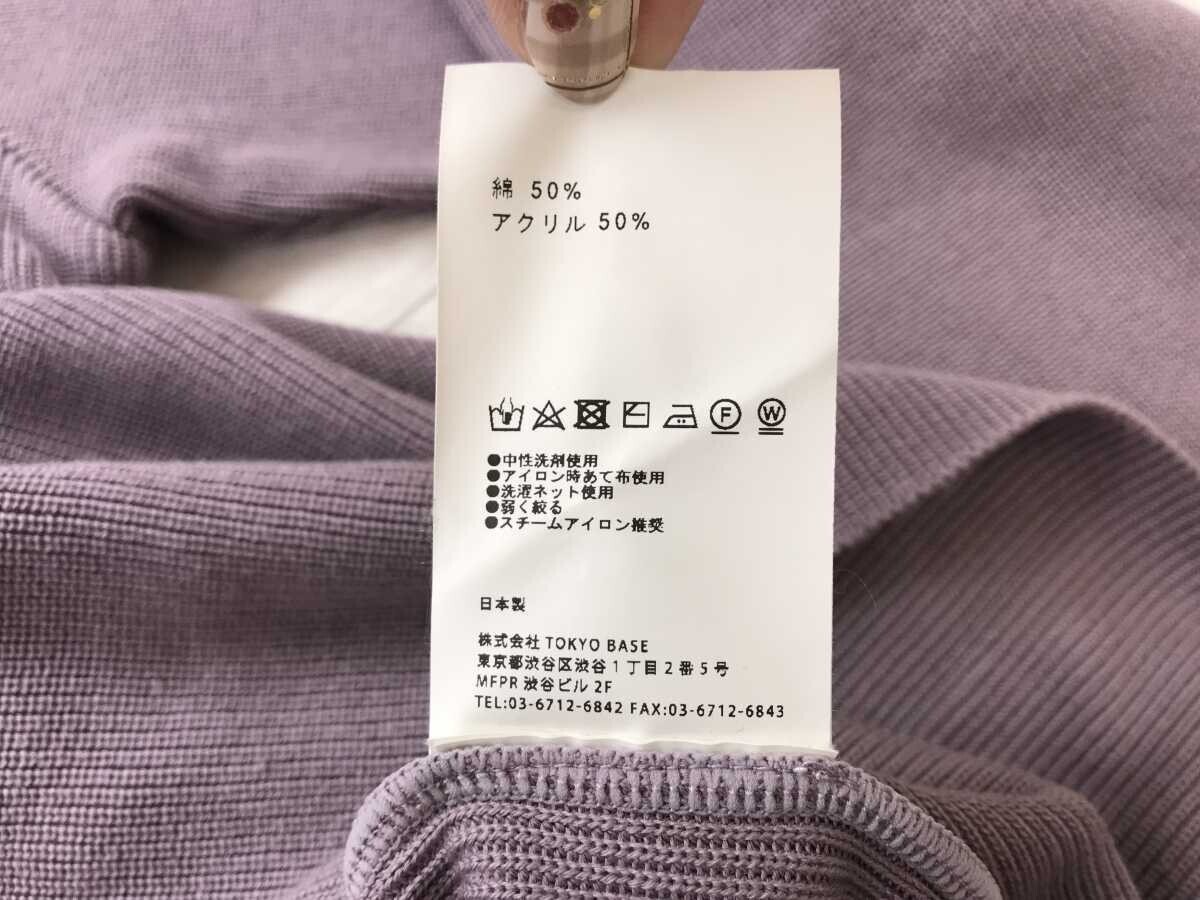 綿 50%
アクリル 50%
F W
●中性洗剤使用
●アイロン時あて布使用
●洗濯ネット使用
●弱く絞る
●スチームアイロン推奨
日本製
株式会社 TOKYO BASE
東京都渋谷区渋谷1丁目2番5号
MFPR 渋谷ビル 2F
TEL:03-6712-6842 FAX:03-6712-6843